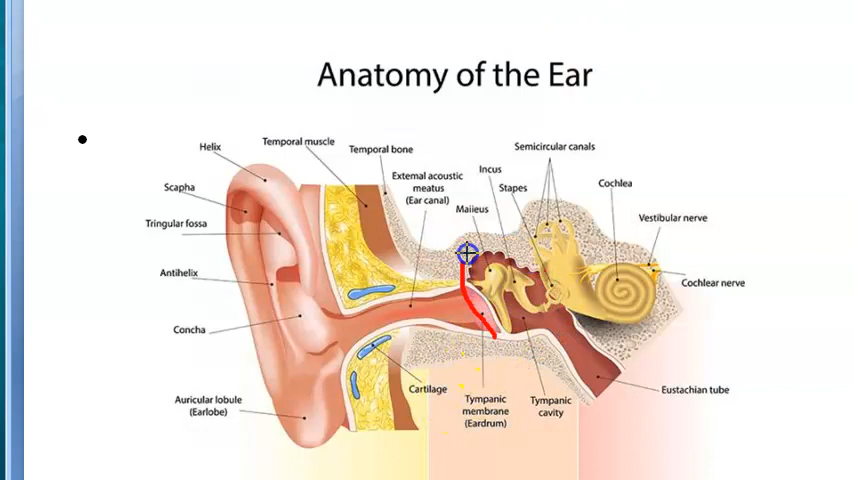 Anatomy of the Ear
Helix
Temporal muscle
Temporal bone
Semicircular canals
Scapha
External acoustic
meatus
(Ear canal)
Incus
Stapes
Cochlea
Tringular fossa
Maiieus
Vestibular nerve
Antihelix
Cochlear nerve
Concha
Cartilage
Eustachian tube
Auricular lobule
(Earlobe)
Tympanic
membrane
(Eardrum)
Tympanic
cavity